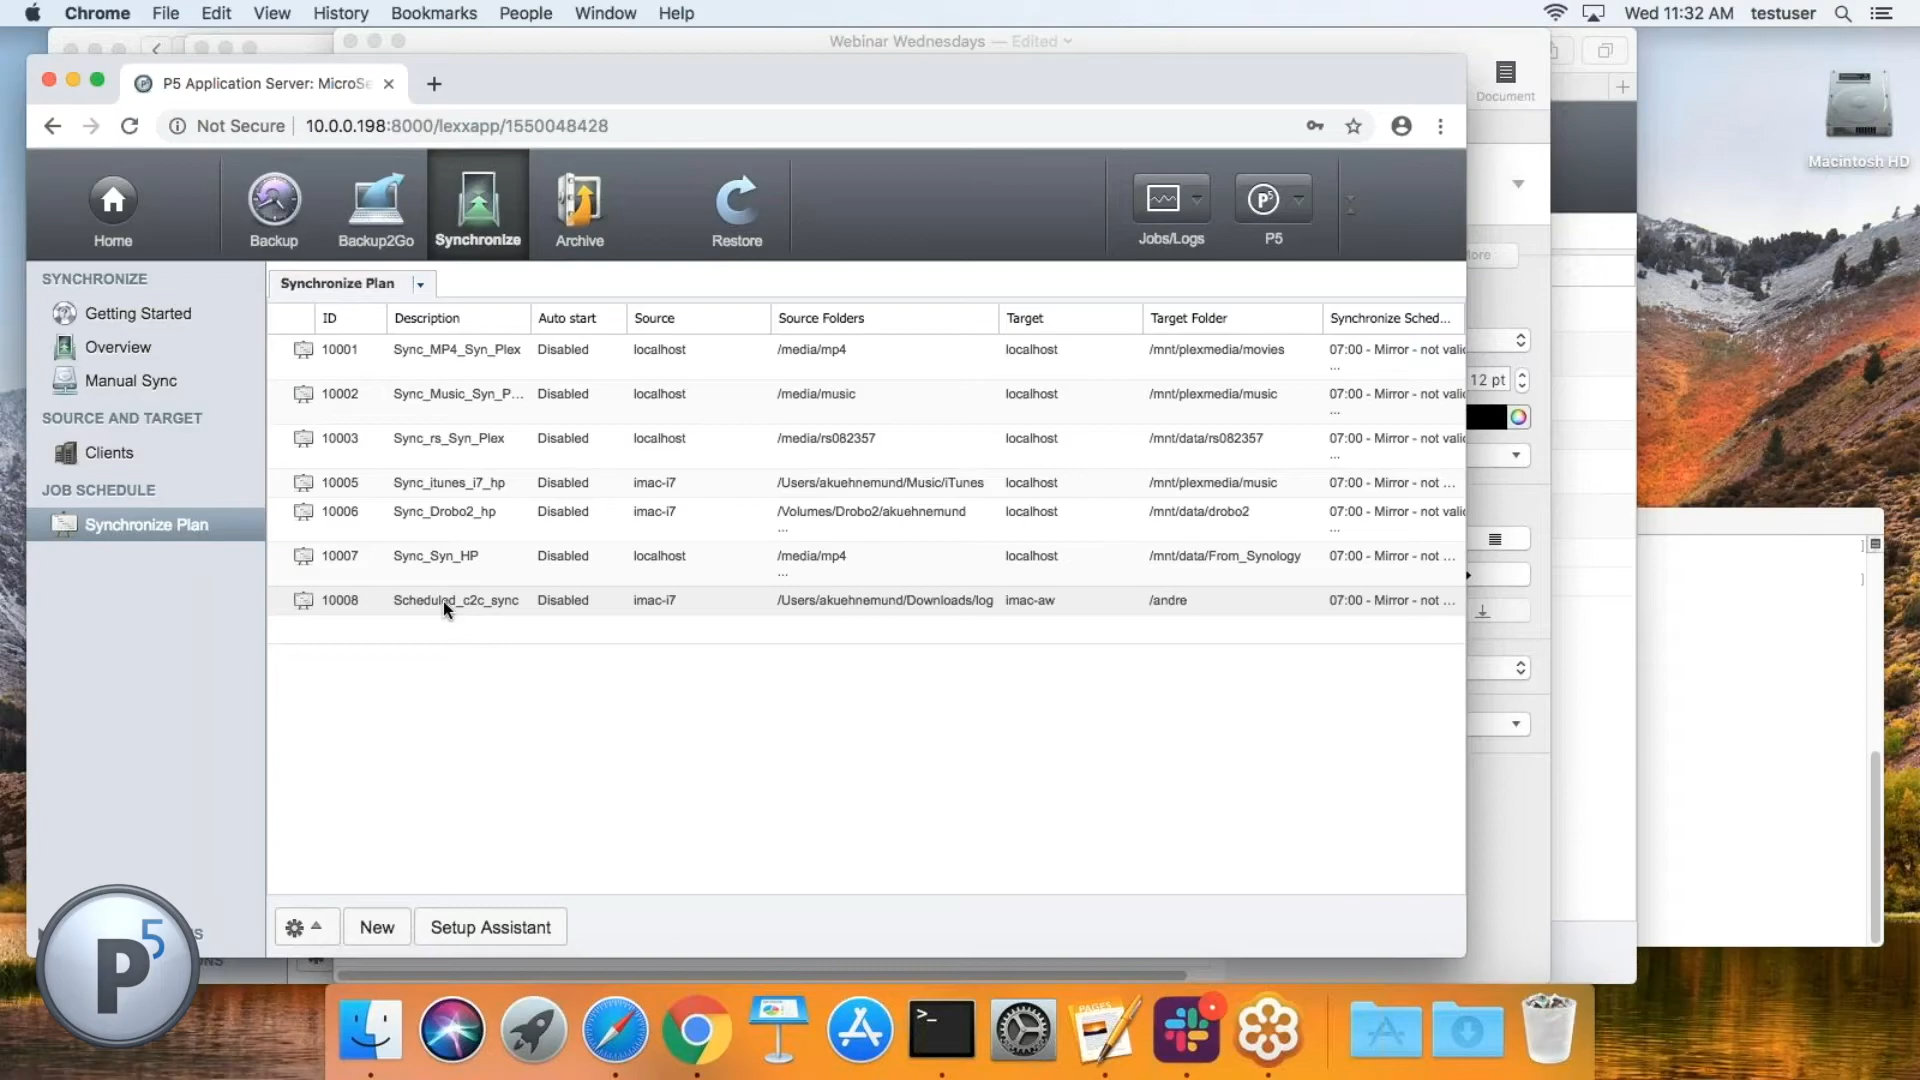 Chrome File Edit View History Bookmarks People Window Help Wed 11:32 AM testuser
Webinar Wednesdays — Edited
P5 Application Server: MicroSe
Document
Not Secure 10.0.0.198:8000/lexxapp/1550048428
Macintosh HD
Home Backup Backup2Go Synchronize Archive Restore Jobs/Logs P5
SYNCHRONIZE
Getting Started
Overview
Manual Sync
SOURCE AND TARGET
Clients
JOB SCHEDULE
Synchronize Plan
Synchronize Plan
ID Description Auto start Source Source Folders Target Target Folder Synchronize Sched...
10001 Sync_MP4_Syn_Plex Disabled localhost /media/mp4 localhost /mnt/plexmedia/movies 07:00 - Mirror - not valid
...
10002 Sync_Music_Syn_P... Disabled localhost /media/music localhost /mnt/plexmedia/music 07:00 - Mirror - not valid
...
10003 Sync_rs_Syn_Plex Disabled localhost /media/rs082357 localhost /mnt/data/rs082357 07:00 - Mirror - not valid
...
10005 Sync_itunes_i7_hp Disabled imac-i7 /Users/akuehnemund/Music/iTunes localhost /mnt/plexmedia/music 07:00 - Mirror - not ...
10006 Sync_Drobo2_hp Disabled imac-i7 /Volumes/Drobo2/akuehnemund localhost /mnt/data/drobo2 07:00 - Mirror - not valid
... ...
10007 Sync_Syn_HP Disabled localhost /media/mp4 localhost /mnt/data/From_Synology 07:00 - Mirror - not ...
...
10008 Scheduled_c2c_sync Disabled imac-i7 /Users/akuehnemund/Downloads/log imac-aw /andre 07:00 - Mirror - not ...
12 pt
New
Setup Assistant
P5
PAGES